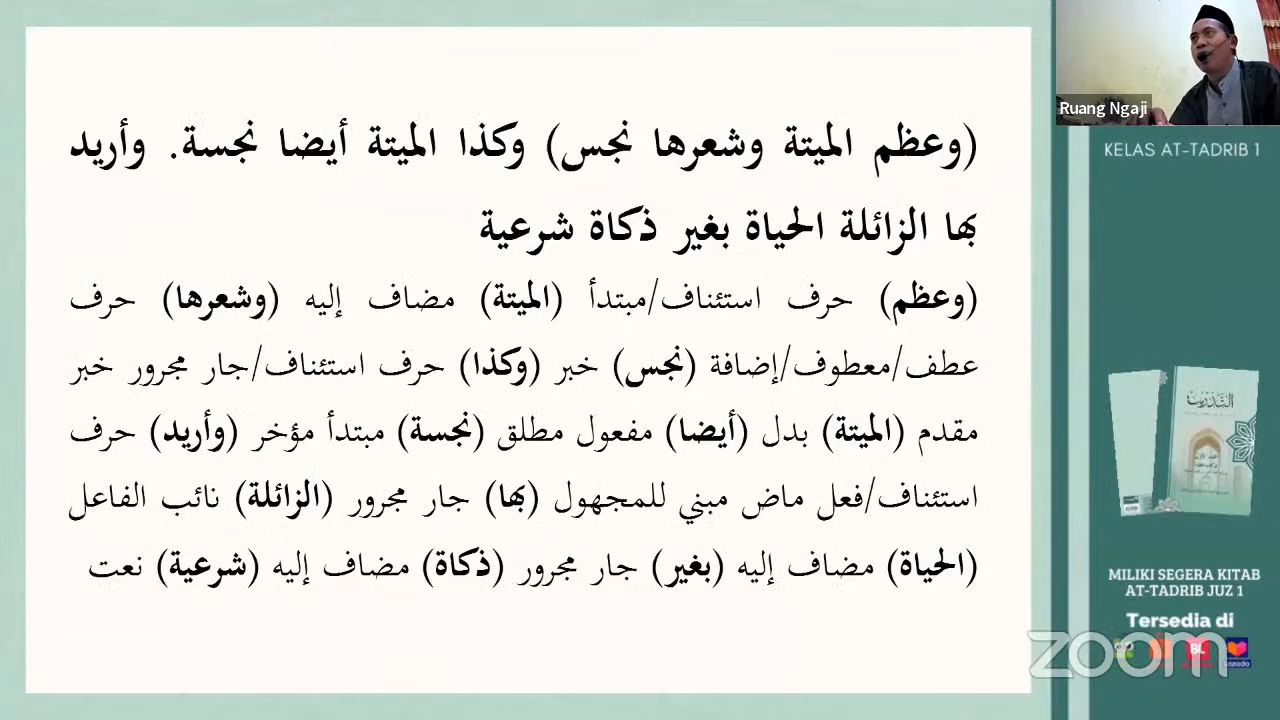 (وعظم الميتة وشعرها نجس) وكذا الميتة أيضا نجسة. وأريد
بها الزائلة الحياة بغير ذكاة شرعية
(وعظم) حرف استئناف/مبتدأ (الميتة) مضاف إليه (وشعرها) حرف
عطف/معطوف/إضافة (نجس) خبر (وكذا) حرف استئناف/جار مجرور خبر
مقدم (الميتة) بدل (أيضا) مفعول مطلق (نجسة) مبتدأ مؤخر (وأريد) حرف
استئناف/فعل ماض مبني للمجهول (بها) جار مجرور (الزائلة) نائب الفاعل
(الحياة) مضاف إليه (بغير) جار مجرور (ذكاة) مضاف إليه (شرعية) نعت
Ruang Ngaji
KELAS AT-TADRIB 1
التدريب
MILIKI SEGERA KITAB
AT-TADRIB JUZ 1
Tersedia di
BL
zoom